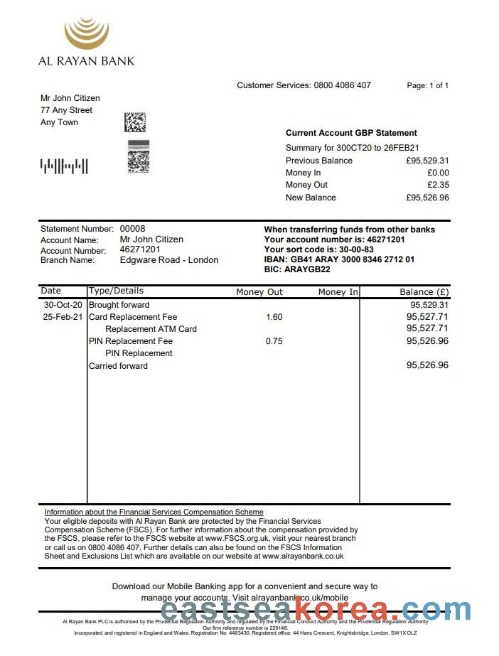 AL RAYAN BANK
Customer Services: 0800 4086 407 Page: 1 of 1
Mr John Citizen
77 Any Street
Any Town
Current Account GBP Statement
Summary for 30OCT20 to 26FEB21
Previous Balance £95,529.31
Money In £0.00
Money Out £2.35
New Balance £95,526.96
Statement Number: 00008
Account Name: Mr John Citizen
Account Number: 46271201
Branch Name: Edgware Road - London
When transferring funds from other banks
Your account number is: 46271201
Your sort code is: 30-00-83
IBAN: GB41 ARAY 3000 8346 2712 01
BIC: ARAYGB22
Date Type/Details Money Out Money In Balance (£)
30-Oct-20 Brought forward 95,529.31
25-Feb-21 Card Replacement Fee 1.60 95,527.71
Replacement ATM Card 95,527.71
PIN Replacement Fee 0.75 95,526.96
PIN Replacement
Carried forward 95,526.96
Information about the Financial Services Compensation Scheme
Your eligible deposits with Al Rayan Bank are protected by the Financial Services
Compensation Scheme (FSCS). For further information about the compensation provided by
the FSCS, please refer to the FSCS website at www.FSCS.org.uk, visit your nearest branch
or call us on 0800 4086 407. Further details can also be found on the FSCS Information
Sheet and Exclusions List which are available on our website at www.alrayanbank.co.uk
Download our Mobile Banking app for a convenient and secure way to
manage your accounts. Visit alrayanbank.co.uk/mobile
eastseakorea.com
Al Rayan Bank PLC is authorised by the Prudential Regulation Authority and regulated by the Financial Conduct Authority and the Prudential Regulation Authority
Our firm reference number is 229148.
Incorporated and registered in England and Wales. Registration No. 4483430. Registered office: 44 Hans Crescent, Knightsbridge, London, SW1X OLZ